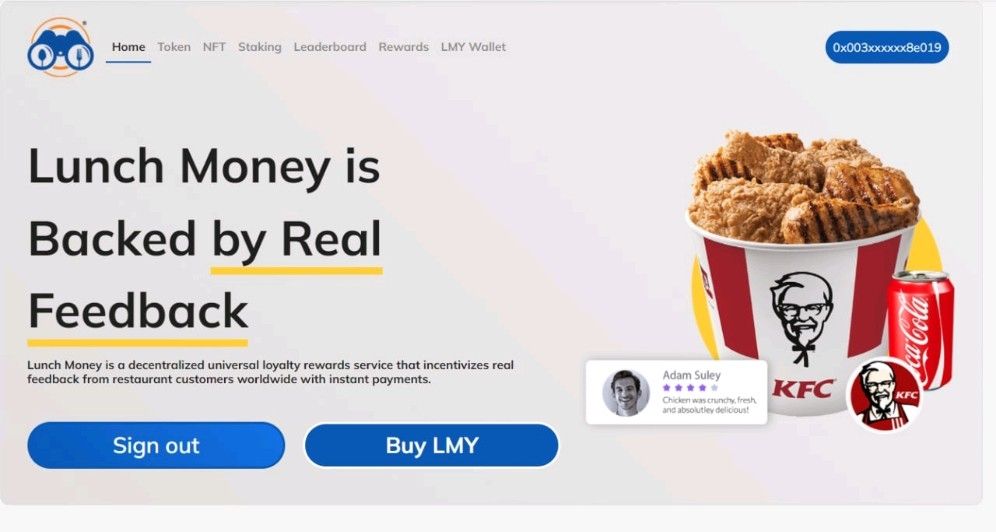 Home Token NFT Staking Leaderboard Rewards LMY Wallet
0x003xxxxxx8e019
Lunch Money is
Backed by Real
Feedback
Lunch Money is a decentralized universal loyalty rewards service that incentivizes real
feedback from restaurant customers worldwide with instant payments.
Sign out
Buy LMY
Coca-Cola
Adam Suley
Chicken was crunchy, fresh,
and absolutley delicious!
KFC
KFC